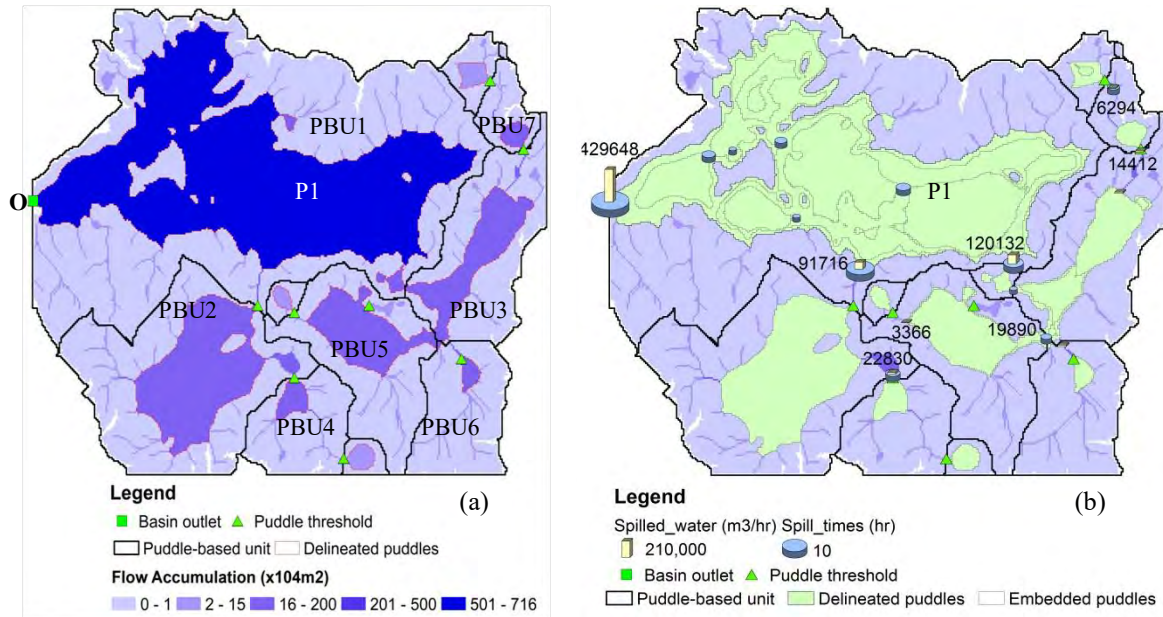 PBU1
PBU7
P1
O
PBU2
PBU3
PBU5
PBU4
PBU6
Legend
(a)
Basin outlet Puddle threshold
Puddle-based unit Delineated puddles
Flow Accumulation (x104m2)
0 - 1 2 - 15 16 - 200 201 - 500 501 - 716
6294
429648
14412
P1
120132
91716
3366
19890
22830
Legend
(b)
Spilled_water (m3/hr) Spill_times (hr)
210,000 10
Basin outlet Puddle threshold
Puddle-based unit Delineated puddles Embedded puddles